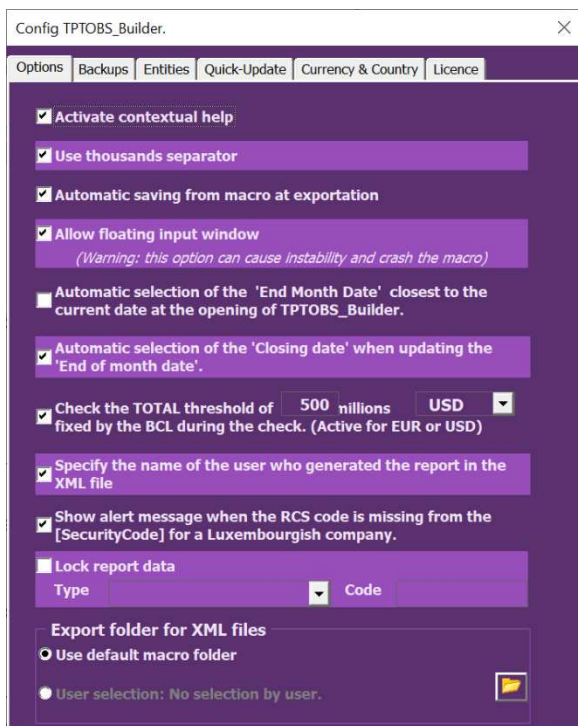 Config TPTOBS_Builder.
Options Backups Entities Quick-Update Currency & Country Licence
Activate contextual help
Use thousands separator
Automatic saving from macro at exportation
Allow floating input window
(Warning: this option can cause instability and crash the macro)
Automatic selection of the 'End Month Date' closest to the
current date at the opening of TPTOBS_Builder.
Automatic selection of the 'Closing date' when updating the
'End of month date'.
Check the TOTAL threshold of 500 millions USD
fixed by the BCL during the check. (Active for EUR or USD)
Specify the name of the user who generated the report in the
XML file
Show alert message when the RCS code is missing from the
[SecurityCode] for a Luxembourgish company.
Lock report data
Type Code
Export folder for XML files
Use default macro folder
User selection: No selection by user.